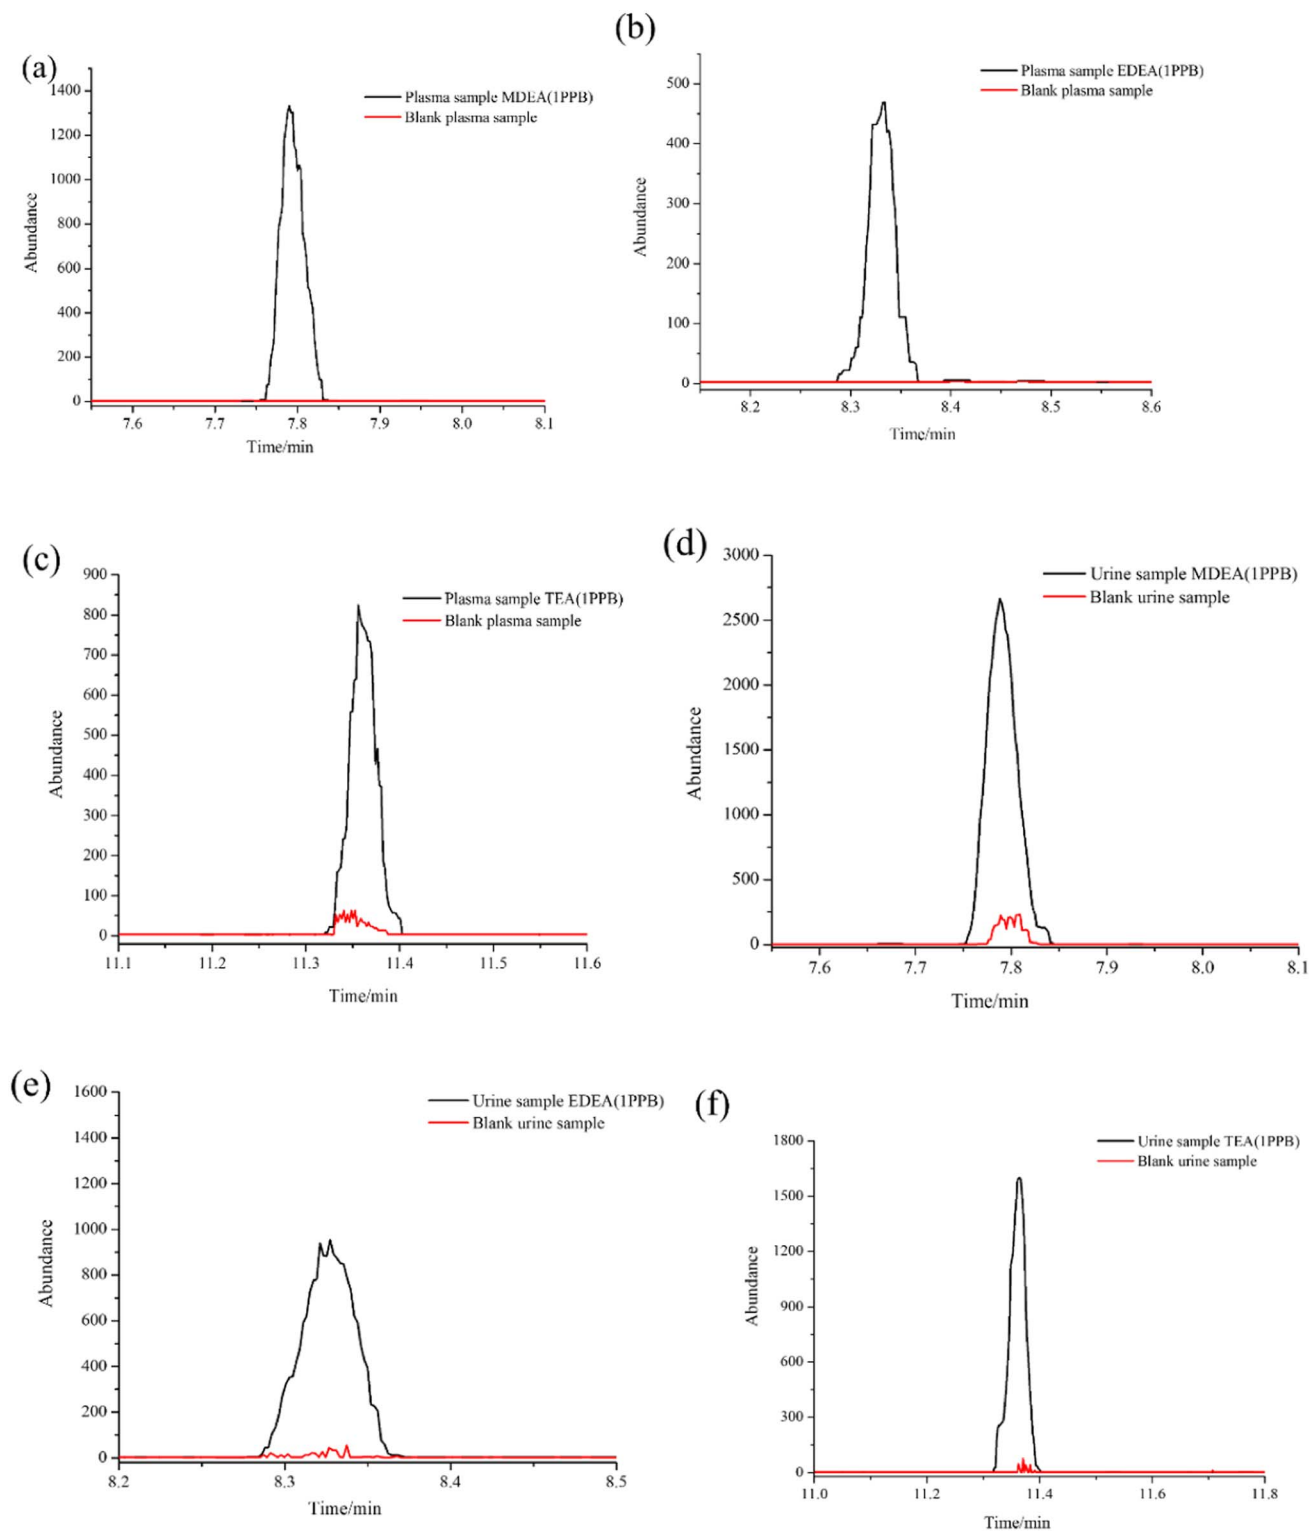 (a)
Plasma sample MDEA(1PPB)
Blank plasma sample
1400
1200
1000
800
600
400
200
0
Abundance
7.6 7.7 7.8 7.9 8.0 8.1
Time/min
(b)
Plasma sample EDEA(1PPB)
Blank plasma sample
500
400
300
200
100
0
Abundance
8.2 8.3 8.4 8.5 8.6
Time/min
(c)
Plasma sample TEA(1PPB)
Blank plasma sample
900
800
700
600
500
400
300
200
100
0
Abundance
11.1 11.2 11.3 11.4 11.5 11.6
Time/min
(d)
Urine sample MDEA(1PPB)
Blank urine sample
3000
2500
2000
1500
1000
500
0
Abundance
7.6 7.7 7.8 7.9 8.0 8.1
Time/min
(e)
Urine sample EDEA(1PPB)
Blank urine sample
1600
1400
1200
1000
800
600
400
200
0
Abundance
8.2 8.3 8.4 8.5
Time/min
(f)
Urine sample TEA(1PPB)
Blank urine sample
1800
1500
1200
900
600
300
0
Abundance
11.0 11.2 11.4 11.6 11.8
Time/min